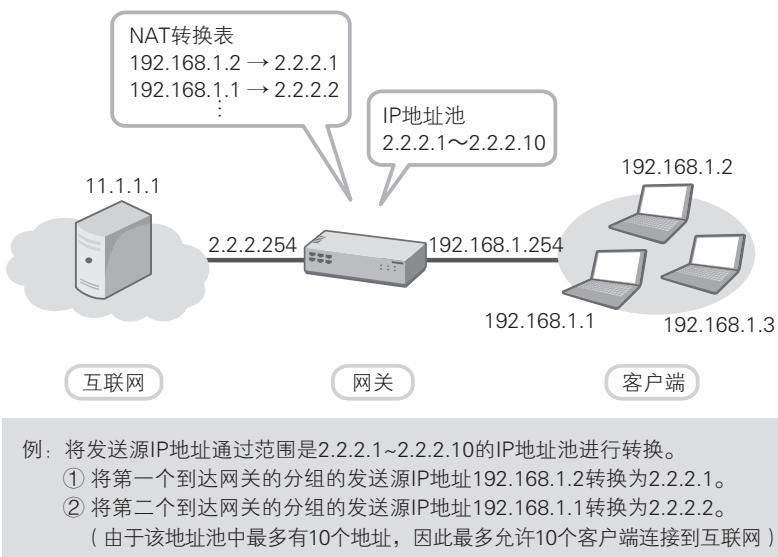 NAT转换表
192.168.1.2 → 2.2.2.1
192.168.1.1 → 2.2.2.2
⋮
IP地址池
2.2.2.1～2.2.2.10
192.168.1.2
11.1.1.1
2.2.2.254
192.168.1.254
192.168.1.1
192.168.1.3
互联网
网关
客户端
例：将发送源IP地址通过范围是2.2.2.1~2.2.2.10的IP地址池进行转换。
① 将第一个到达网关的分组的发送源IP地址192.168.1.2转换为2.2.2.1。
② 将第二个到达网关的分组的发送源IP地址192.168.1.1转换为2.2.2.2。
（由于该地址池中最多有10个地址，因此最多允许10个客户端连接到互联网）